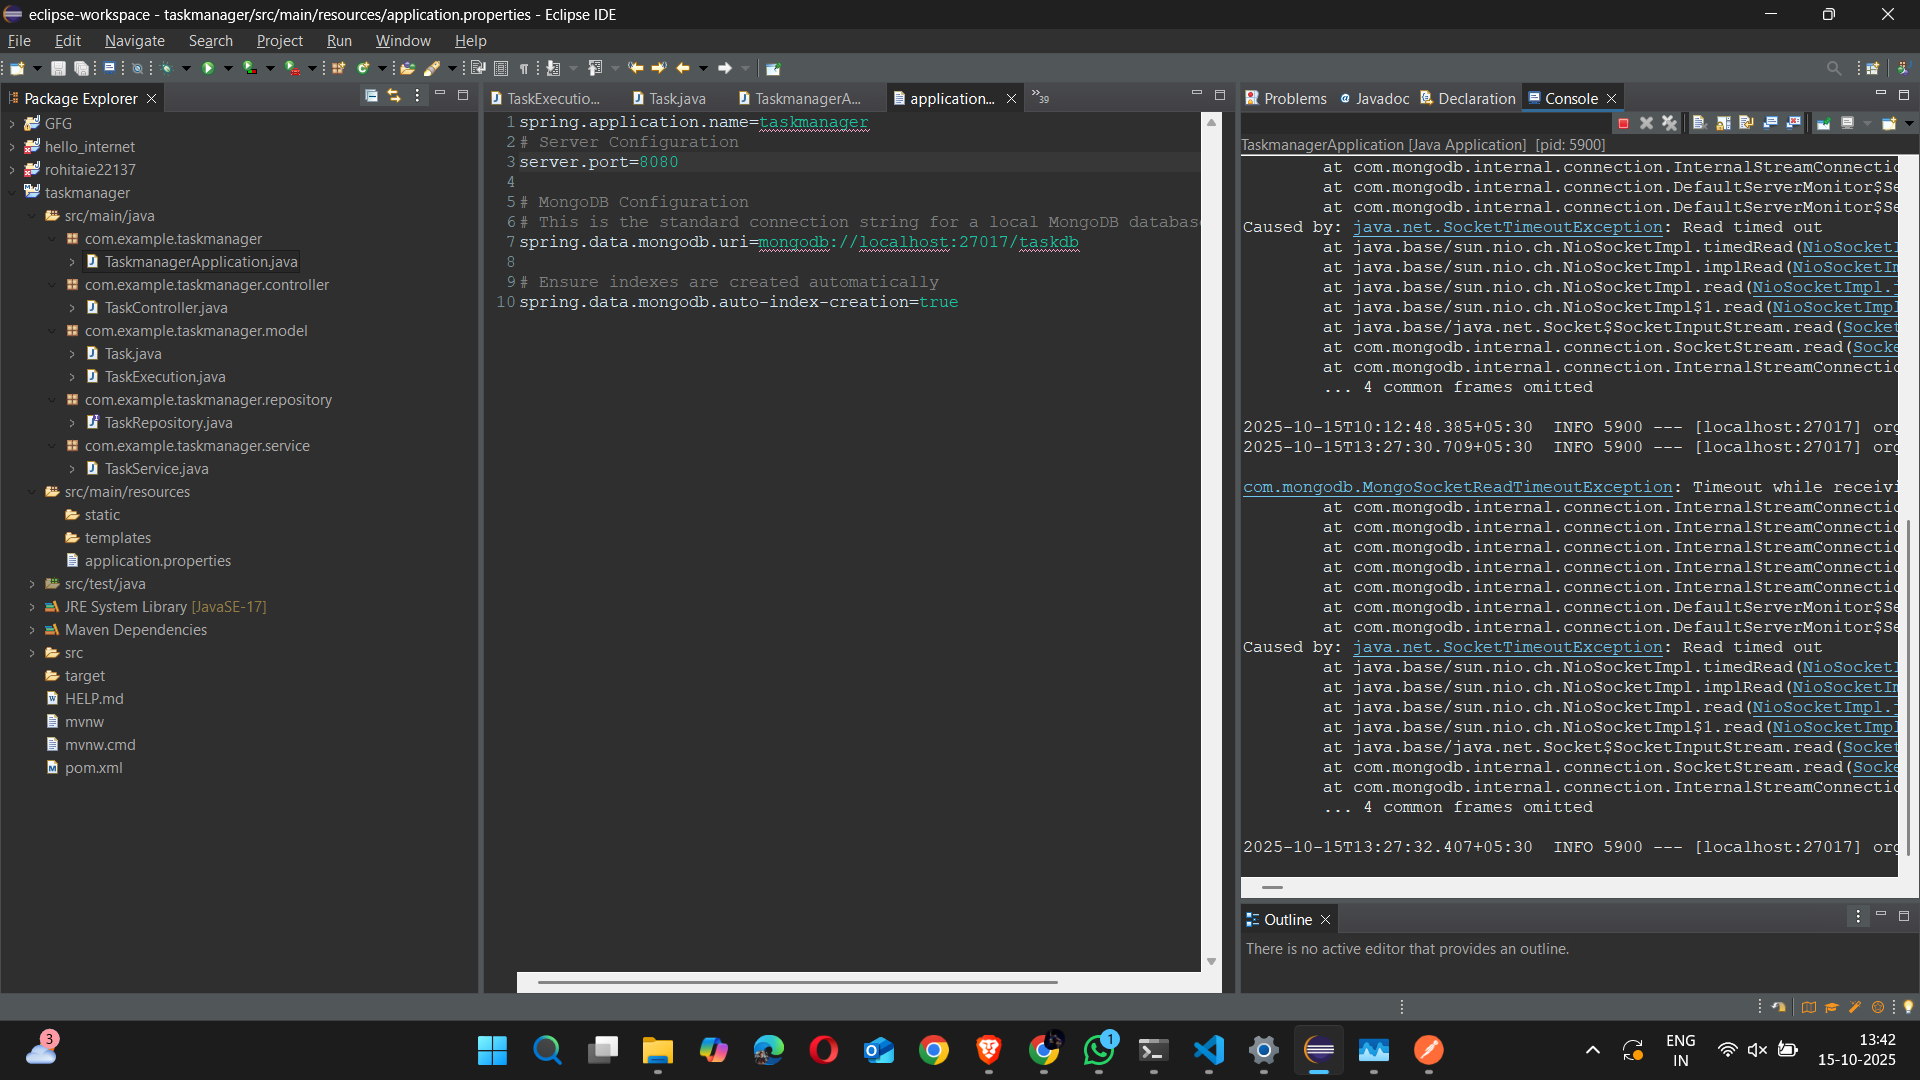 eclipse-workspace - taskmanager/src/main/resources/application.properties - Eclipse IDE
File Edit Navigate Search Project Run Window Help
Package Explorer
GFG
hello_internet
rohitaie22137
taskmanager
src/main/java
com.example.taskmanager
TaskmanagerApplication.java
com.example.taskmanager.controller
TaskController.java
com.example.taskmanager.model
Task.java
TaskExecution.java
com.example.taskmanager.repository
TaskRepository.java
com.example.taskmanager.service
TaskService.java
src/main/resources
static
templates
application.properties
src/test/java
JRE System Library [JavaSE-17]
Maven Dependencies
src
target
HELP.md
mvnw
mvnw.cmd
pom.xml
TaskExecutio... Task.java TaskmanagerA... application... »39
1 spring.application.name=taskmanager
2 # Server Configuration
3 server.port=8080
4
5 # MongoDB Configuration
6 # This is the standard connection string for a local MongoDB databas
7 spring.data.mongodb.uri=mongodb://localhost:27017/taskdb
8
9 # Ensure indexes are created automatically
10 spring.data.mongodb.auto-index-creation=true
Problems Javadoc Declaration Console
TaskmanagerApplication [Java Application] [pid: 5900]
at com.mongodb.internal.connection.InternalStreamConnectio
at com.mongodb.internal.connection.DefaultServerMonitor$Se
at com.mongodb.internal.connection.DefaultServerMonitor$Se
Caused by: java.net.SocketTimeoutException: Read timed out
at java.base/sun.nio.ch.NioSocketImpl.timedRead(NioSocketI
at java.base/sun.nio.ch.NioSocketImpl.implRead(NioSocketIm
at java.base/sun.nio.ch.NioSocketImpl.read(NioSocketImpl.j
at java.base/sun.nio.ch.NioSocketImpl$1.read(NioSocketImpl
at java.base/java.net.Socket$SocketInputStream.read(Socket
at com.mongodb.internal.connection.SocketStream.read(Socke
at com.mongodb.internal.connection.InternalStreamConnectio
... 4 common frames omitted
2025-10-15T10:12:48.385+05:30 INFO 5900 --- [localhost:27017] org
2025-10-15T13:27:30.709+05:30 INFO 5900 --- [localhost:27017] org
com.mongodb.MongoSocketReadTimeoutException: Timeout while receivi
at com.mongodb.internal.connection.InternalStreamConnectio
at com.mongodb.internal.connection.InternalStreamConnectio
at com.mongodb.internal.connection.InternalStreamConnectio
at com.mongodb.internal.connection.InternalStreamConnectio
at com.mongodb.internal.connection.InternalStreamConnectio
at com.mongodb.internal.connection.DefaultServerMonitor$Se
at com.mongodb.internal.connection.DefaultServerMonitor$Se
Caused by: java.net.SocketTimeoutException: Read timed out
at java.base/sun.nio.ch.NioSocketImpl.timedRead(NioSocketI
at java.base/sun.nio.ch.NioSocketImpl.implRead(NioSocketIm
at java.base/sun.nio.ch.NioSocketImpl.read(NioSocketImpl.j
at java.base/sun.nio.ch.NioSocketImpl$1.read(NioSocketImpl
at java.base/java.net.Socket$SocketInputStream.read(Socket
at com.mongodb.internal.connection.SocketStream.read(Socke
at com.mongodb.internal.connection.InternalStreamConnectio
... 4 common frames omitted
2025-10-15T13:27:32.407+05:30 INFO 5900 --- [localhost:27017] org
Outline
There is no active editor that provides an outline.
3
1
ENG
IN
13:42
15-10-2025